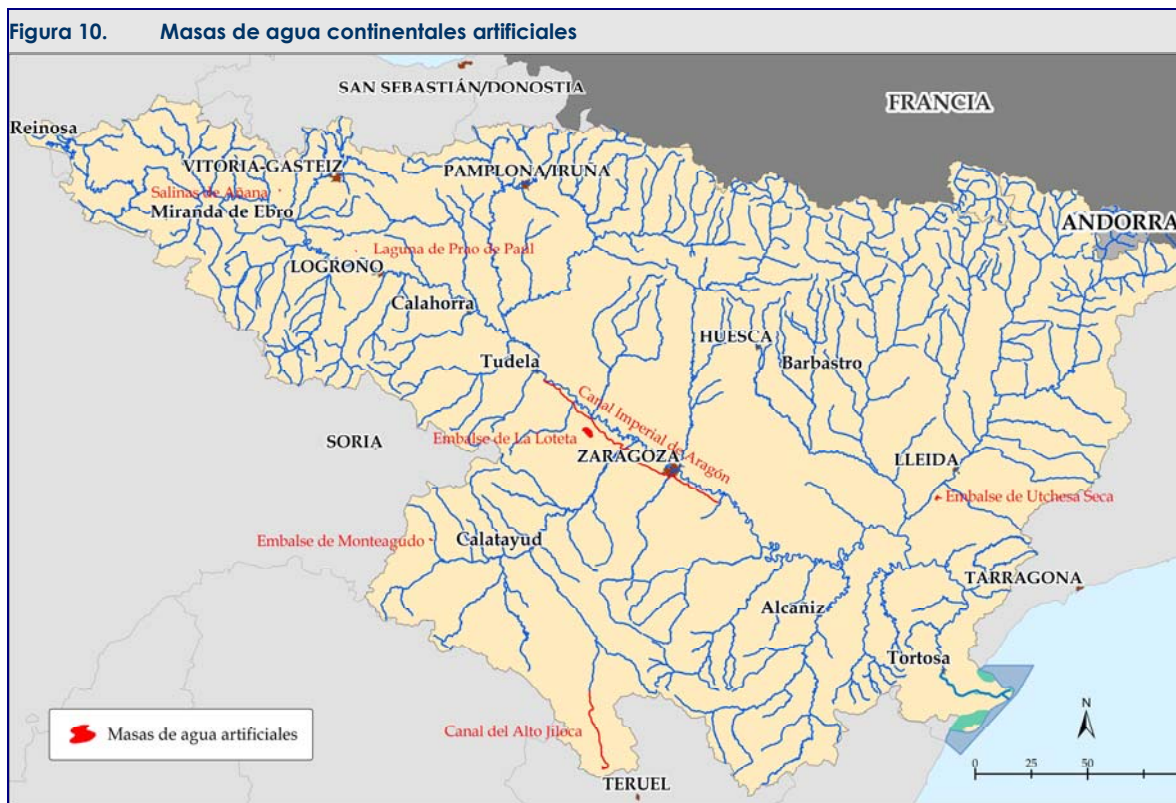 Figura 10. Masas de agua continentales artificiales
SAN SEBASTIÁN/DONOSTIA
FRANCIA
Reinosa
VITORIA-GASTEIZ
PAMPLONA/IRUÑA
Salinas de Añana
Miranda de Ebro
ANDORRA
Laguna de Prao de Paul
LOGROÑO
Calahorra
HUESCA
Barbastro
Tudela
Canal Imperial de Aragón
Embalse de La Loteta
SORIA
ZARAGOZA
LLEIDA
Embalse de Utchesa Seca
Embalse de Monteagudo
Calatayud
TARRAGONA
Alcañiz
Tortosa
N
Canal del Alto Jiloca
Masas de agua artificiales
0 25 50
TERUEL